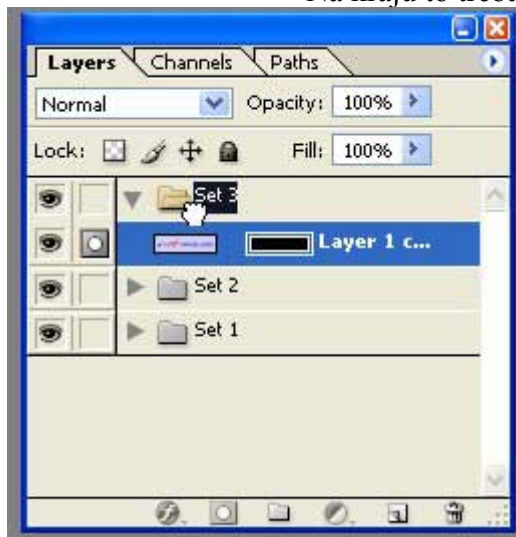 Layers Channels Paths
Normal Opacity: 100%
Lock: Fill: 100%
Set 3
Layer 1 c...
Set 2
Set 1